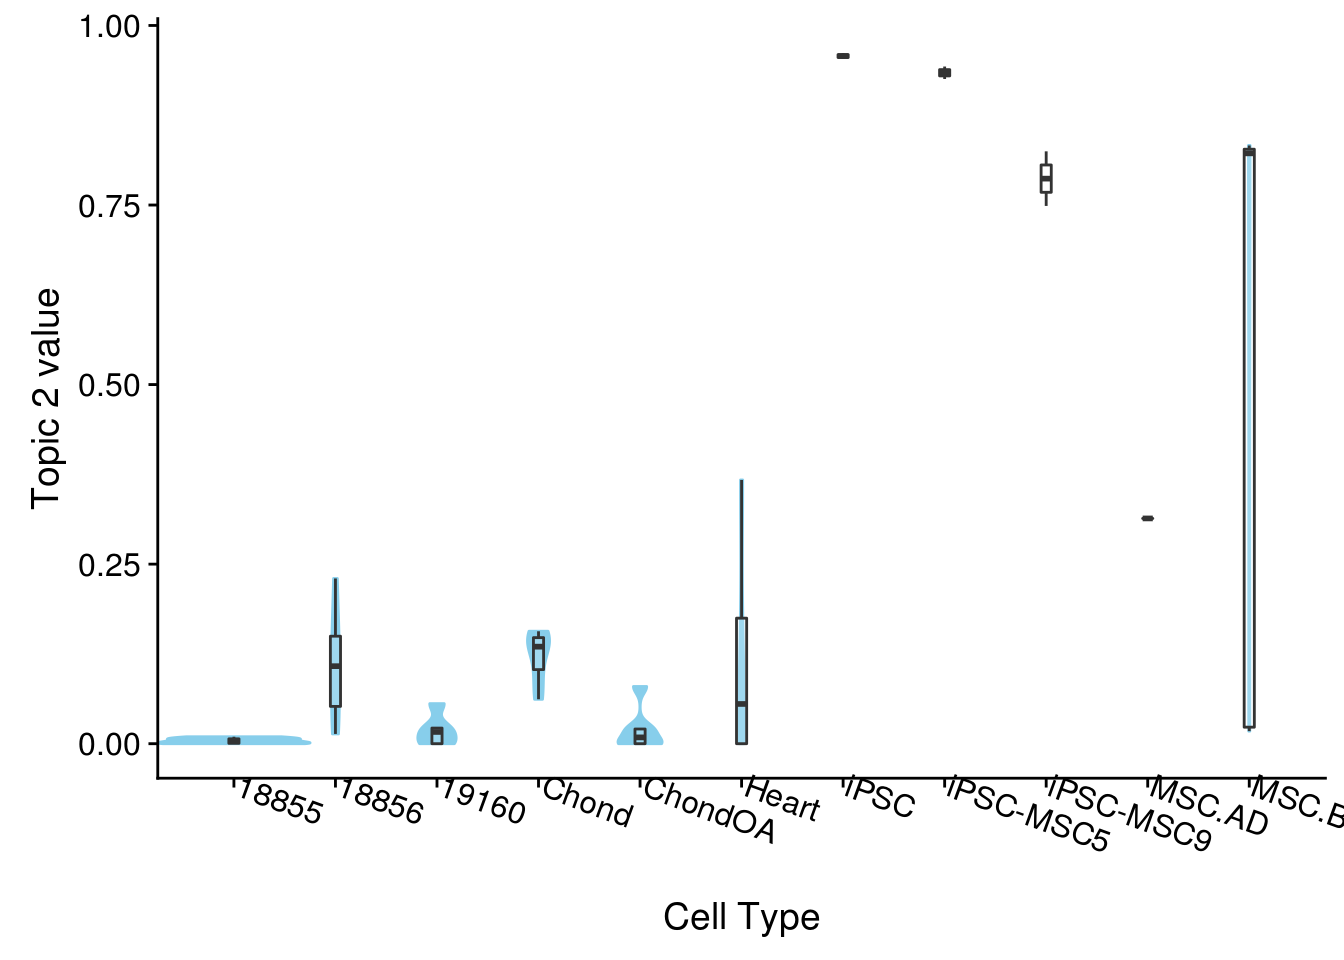 1.00
0.75
0.50
0.25
0.00
Topic 2 value
18855
18856
19160
Chond
ChondOA
Heart
iPSC
iPSC-MSC5
iPSC-MSC9
MSC.AD
MSC.B
Cell Type